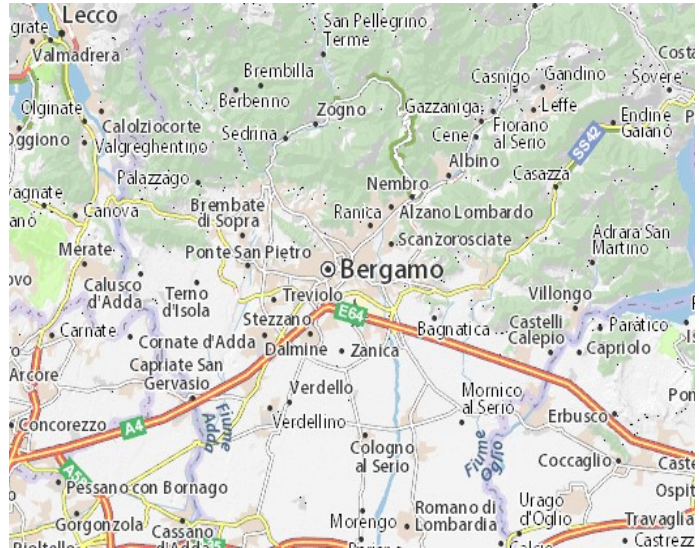 Lecco
San Pellegrino
Terme
Valmadrera
Costa
Brembilla
Casnigo
Gandino
Sovere
Berbenno
Olginate
Zogno
Gazzaniga
Leffe
Endine
Gaiano
Calolziocorte
Fiorano
al Serio
Oggiono
Sedrina
Cene
SS42
Valgreghentino
Albino
Palazzago
Nembro
Casazza
Canova
Brembate
di Sopra
Ranica
Alzano Lombardo
Adrara San
Martino
Merate
Ponte San Pietro
Scanzorosciate
Bergamo
Calusco
d'Adda
Terno
d'Isola
Treviolo
Villongo
E64
Carnate
Stezzano
Bagnatica
Castelli
Calepio
Paratico
Cornate d'Adda
Dalmine
Zanica
Capriolo
Arcore
Capriate San
Gervasio
Verdello
Mornico
al Serio
Concorezzo
A4
Fiume
Adda
Verdellino
Erbusco
Cologno
al Serio
Fiume
Oglio
Coccaglio
Pessano con Bornago
Urago
d'Oglio
Gorgonzola
Cassano
d'Adda
Morengo
Romano di
Lombardia
Travaglia
Castrezz